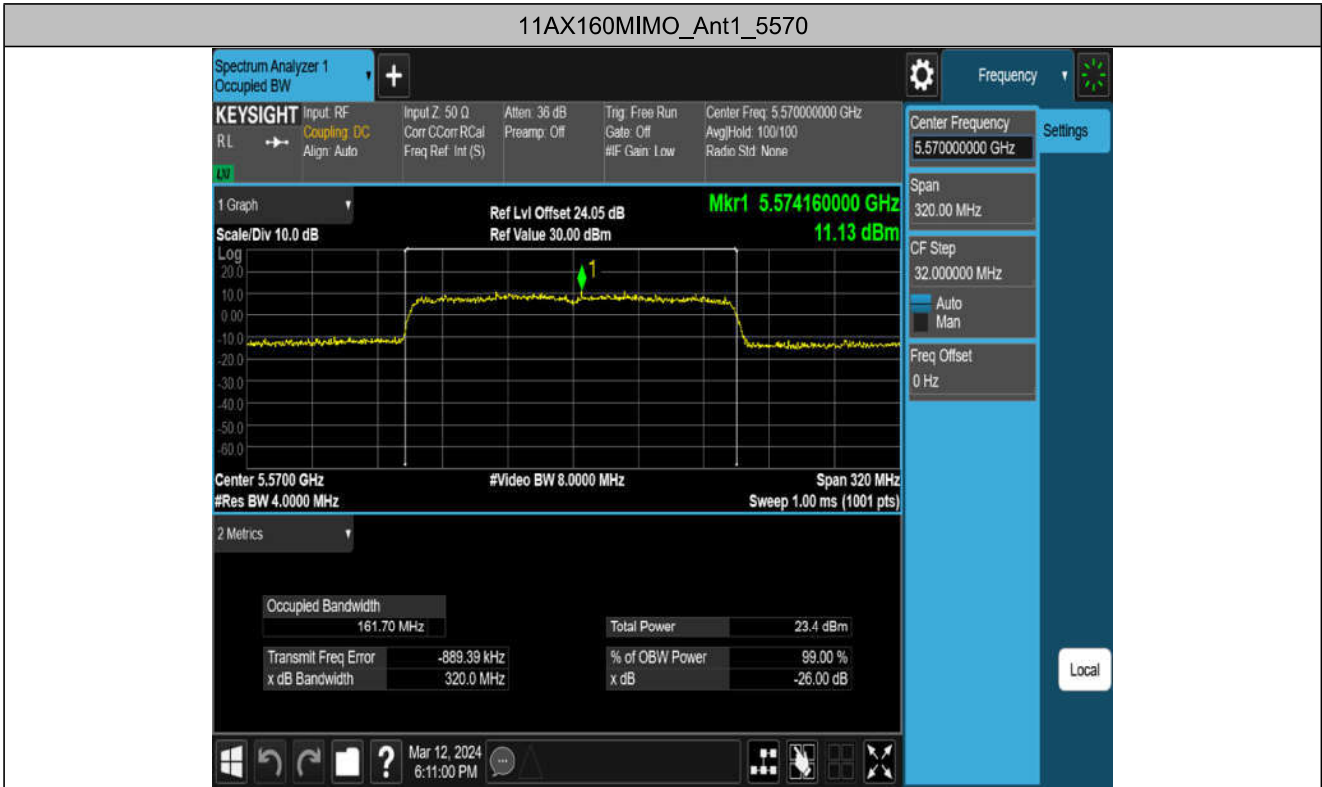 11AX160MIMO_Ant1_5570
Spectrum Analyzer 1
Occupied BW
+
Frequency
KEYSIGHT
RL
LXI
Input: RF
Coupling: DC
Align: Auto
Input Z: 50 Ω
Corr CCorr RCal
Freq Ref: Int (S)
Atten: 36 dB
Preamp: Off
Trig: Free Run
Gate: Off
#IF Gain: Low
Center Freq: 5.570000000 GHz
Avg|Hold: 100/100
Radio Std: None
Center Frequency
5.570000000 GHz
Settings
Span
320.00 MHz
CF Step
32.000000 MHz
Auto
Man
Freq Offset
0 Hz
Local
1 Graph
Scale/Div 10.0 dB
Ref Lvl Offset 24.05 dB
Ref Value 30.00 dBm
Mkr1 5.574160000 GHz
11.13 dBm
Log
20.0
10.0
0.00
-10.0
-20.0
-30.0
-40.0
-50.0
-60.0
1
Center 5.5700 GHz
#Res BW 4.0000 MHz
#Video BW 8.0000 MHz
Span 320 MHz
Sweep 1.00 ms (1001 pts)
2 Metrics
Occupied Bandwidth
161.70 MHz
Total Power 23.4 dBm
Transmit Freq Error -889.39 kHz
% of OBW Power 99.00 %
x dB Bandwidth 320.0 MHz
x dB -26.00 dB
?
Mar 12, 2024
6:11:00 PM